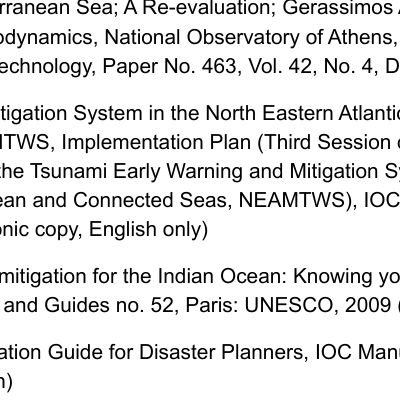 rranean Sea; A Re-evaluation; Gerassimos
odynamics, National Observatory of Athens,
echnology, Paper No. 463, Vol. 42, No. 4, D
tigation System in the North Eastern Atlantic
MTWS, Implementation Plan (Third Session
the Tsunami Early Warning and Mitigation S
ean and Connected Seas, NEAMTWS), IOC
onic copy, English only)
mitigation for the Indian Ocean: Knowing yo
and Guides no. 52, Paris: UNESCO, 2009 (
ation Guide for Disaster Planners, IOC Manu
n)